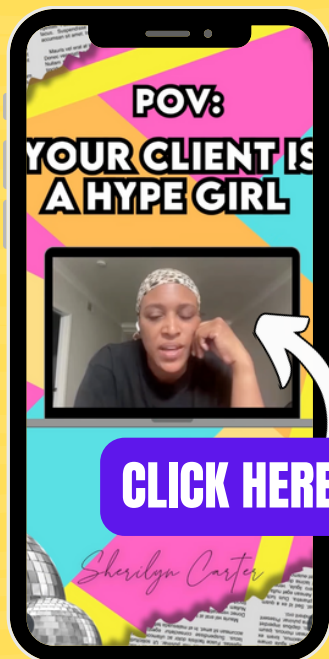 POV:
YOUR CLIENT IS
A HYPE GIRL
CLICK HERE
Sherilyn Carter